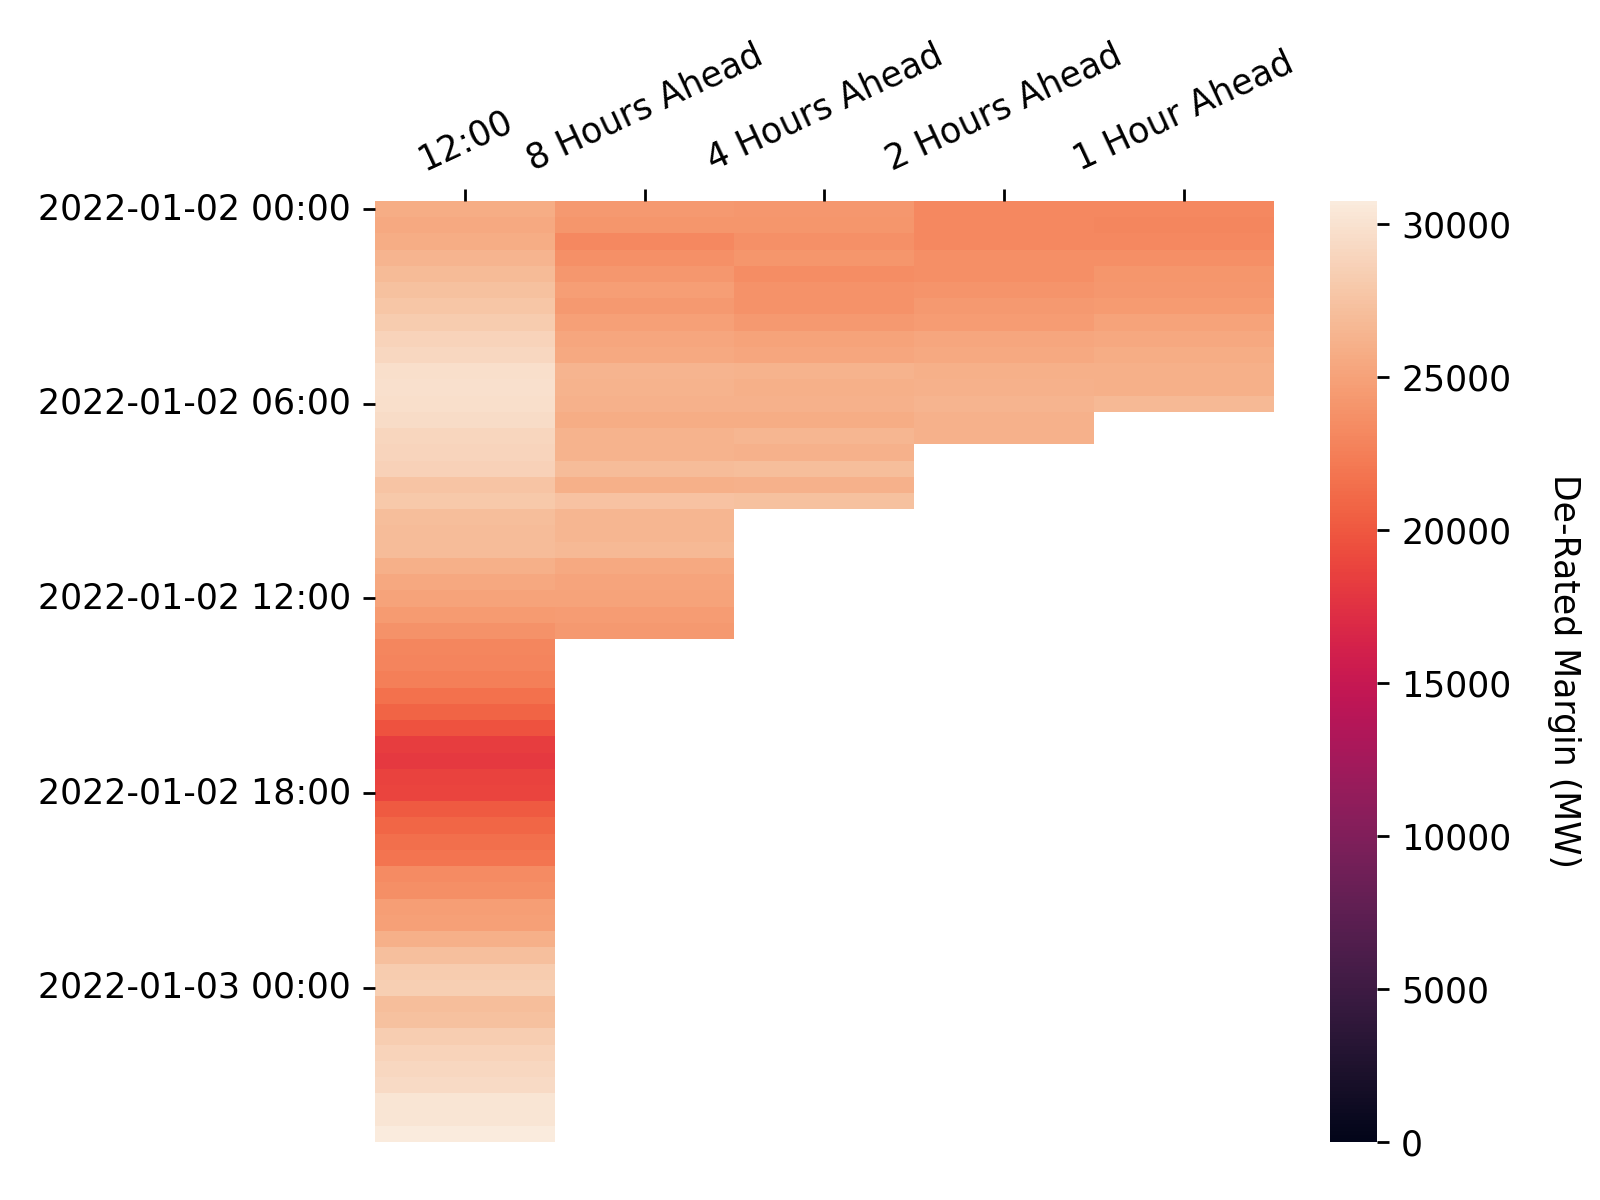 12:00
8 Hours Ahead
4 Hours Ahead
2 Hours Ahead
1 Hour Ahead
2022-01-02 00:00
2022-01-02 06:00
2022-01-02 12:00
2022-01-02 18:00
2022-01-03 00:00
30000
25000
20000
15000
10000
5000
0
De-Rated Margin (MW)